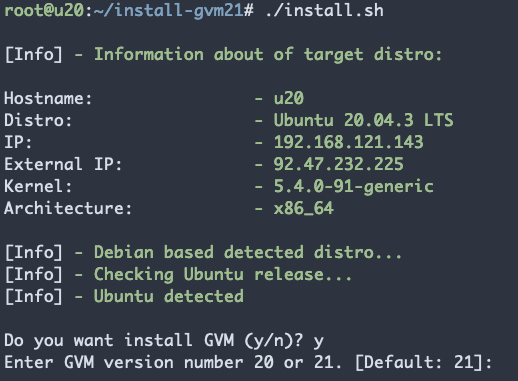 root@u20:~/install-gvm21# ./install.sh
[Info] - Information about of target distro:
Hostname: - u20
Distro: - Ubuntu 20.04.3 LTS
IP: - 192.168.121.143
External IP: - 92.47.232.225
Kernel: - 5.4.0-91-generic
Architecture: - x86_64
[Info] - Debian based detected distro...
[Info] - Checking Ubuntu release...
[Info] - Ubuntu detected
Do you want install GVM (y/n)? y
Enter GVM version number 20 or 21. [Default: 21]: